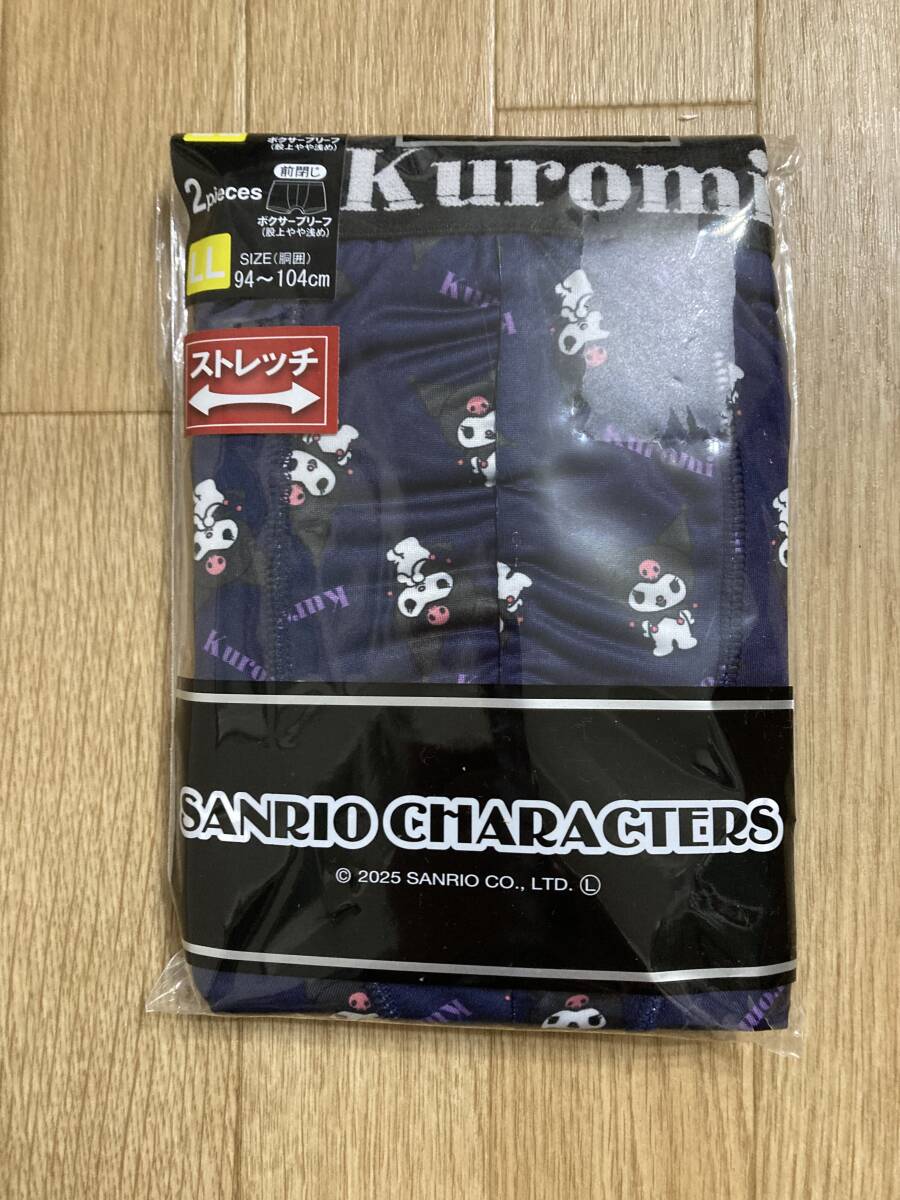 ボクサーブリーフ
(股上やや浅め)
2pieces
前閉じ
ボクサーブリーフ
(股上やや浅め)
LL
SIZE(胴囲)
94～104cm
Kuromi
ストレッチ
Kuromi
Kuromi
Kuromi
SANRIO CHARACTERS
© 2025 SANRIO CO., LTD. Ⓛ